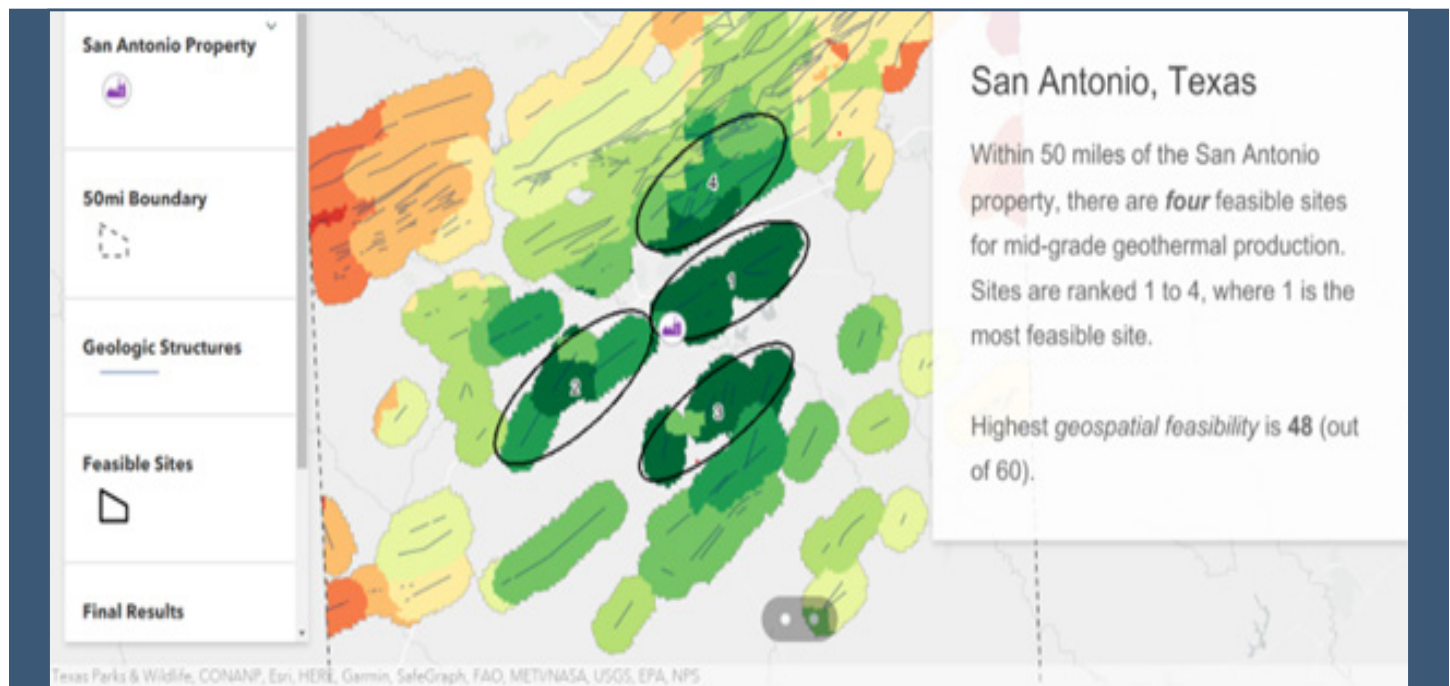 San Antonio Property
50mi Boundary
Geologic Structures
Feasible Sites
Final Results
4
1
2
3
San Antonio, Texas
Within 50 miles of the San Antonio
property, there are four feasible sites
for mid-grade geothermal production.
Sites are ranked 1 to 4, where 1 is the
most feasible site.
Highest geospatial feasibility is 48 (out
of 60).
Texas Parks & Wildlife, CONANP, Esri, HERE, Garmin, SafeGraph, FAO, METI/NASA, USGS, EPA, NPS